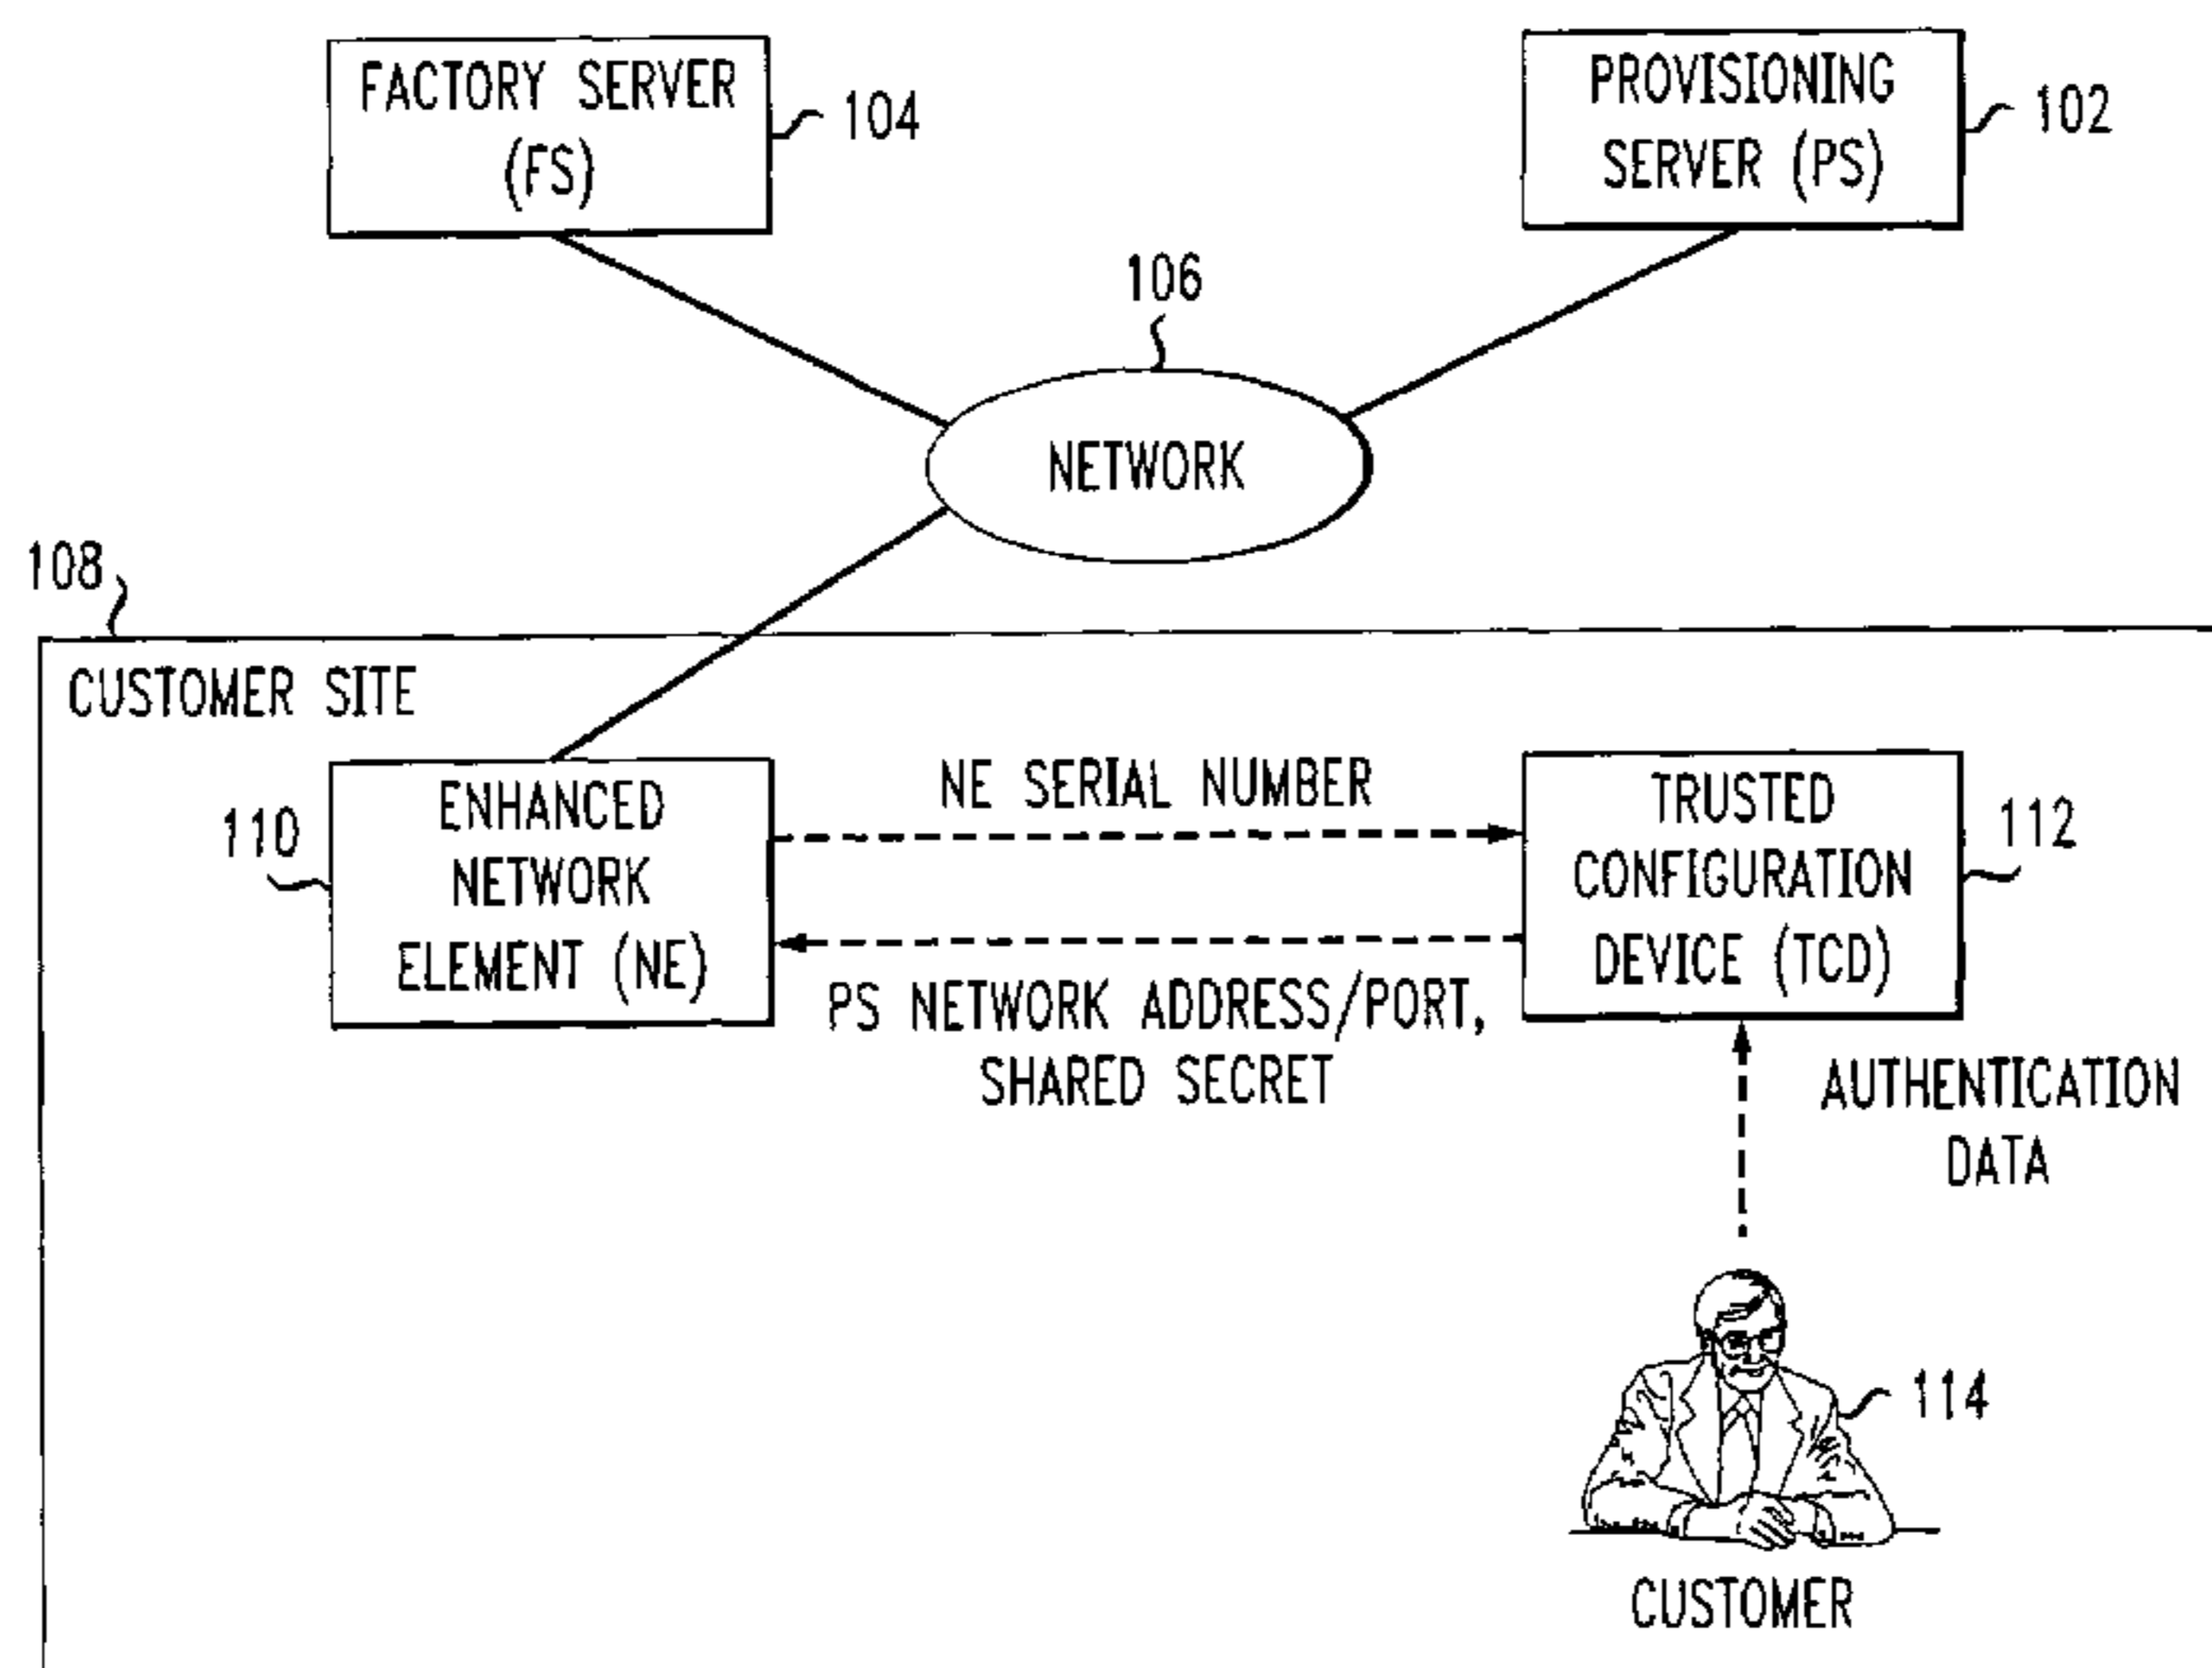 FACTORY SERVER
(FS)
104
PROVISIONING
SERVER (PS)
102
106
NETWORK
108
CUSTOMER SITE
110
ENHANCED
NETWORK
ELEMENT (NE)
NE SERIAL NUMBER
PS NETWORK ADDRESS/PORT,
SHARED SECRET
TRUSTED
CONFIGURATION
DEVICE (TCD)
112
AUTHENTICATION
DATA
114
CUSTOMER